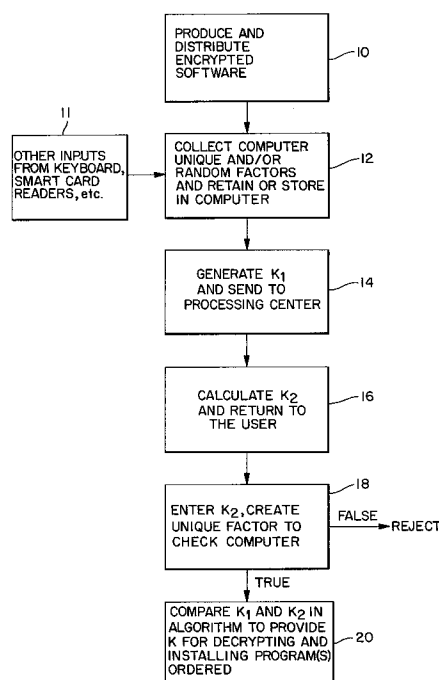 PRODUCE AND
DISTRIBUTE
ENCRYPTED
SOFTWARE
10
11
OTHER INPUTS
FROM KEYBOARD,
SMART CARD
READERS, etc.
COLLECT COMPUTER
UNIQUE AND/OR
RANDOM FACTORS
AND RETAIN OR STORE
IN COMPUTER
12
GENERATE K1
AND SEND TO
PROCESSING CENTER
14
CALCULATE K2
AND RETURN TO
THE USER
16
18
ENTER K2, CREATE
UNIQUE FACTOR TO
CHECK COMPUTER
FALSE
REJECT
TRUE
COMPARE K1 AND K2 IN
ALGORITHM TO PROVIDE
K FOR DECRYPTING AND
INSTALLING PROGRAM(S)
ORDERED
20